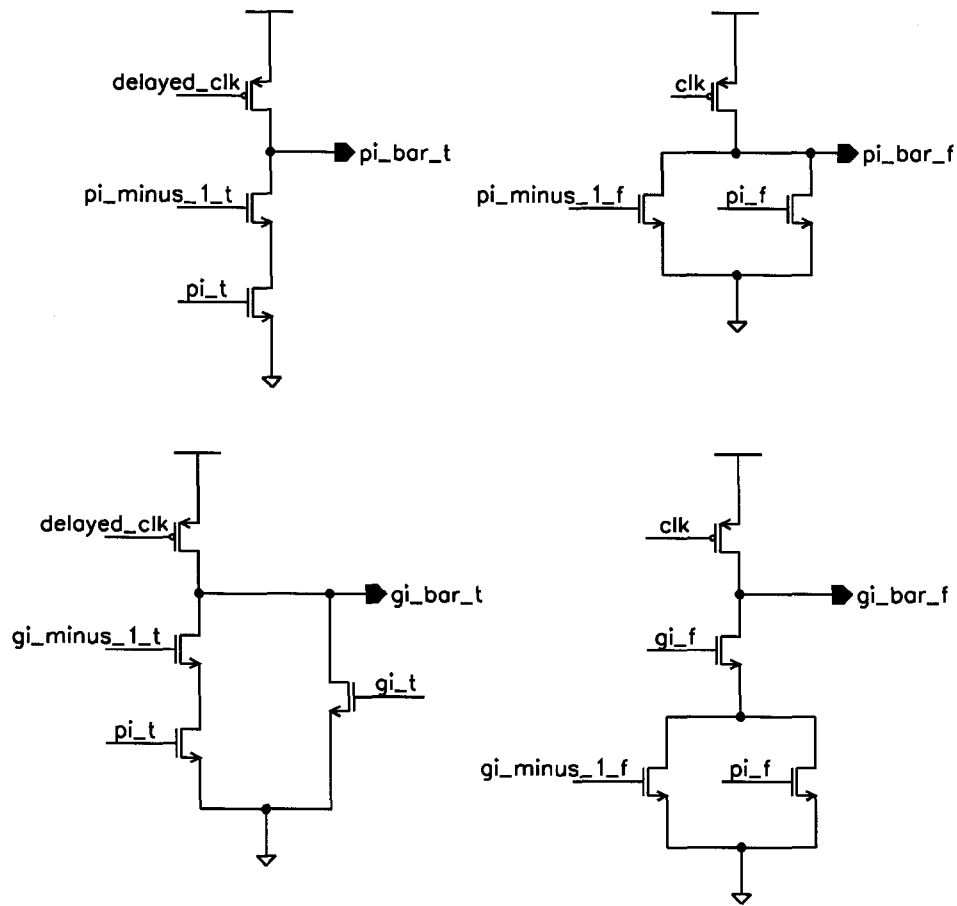 delayed_clk
pi_bar_t
pi_minus_1_t
pi_t
clk
pi_bar_f
pi_minus_1_f
pi_f
delayed_clk
gi_bar_t
gi_minus_1_t
gi_t
pi_t
clk
gi_bar_f
gi_f
gi_minus_1_f
pi_f